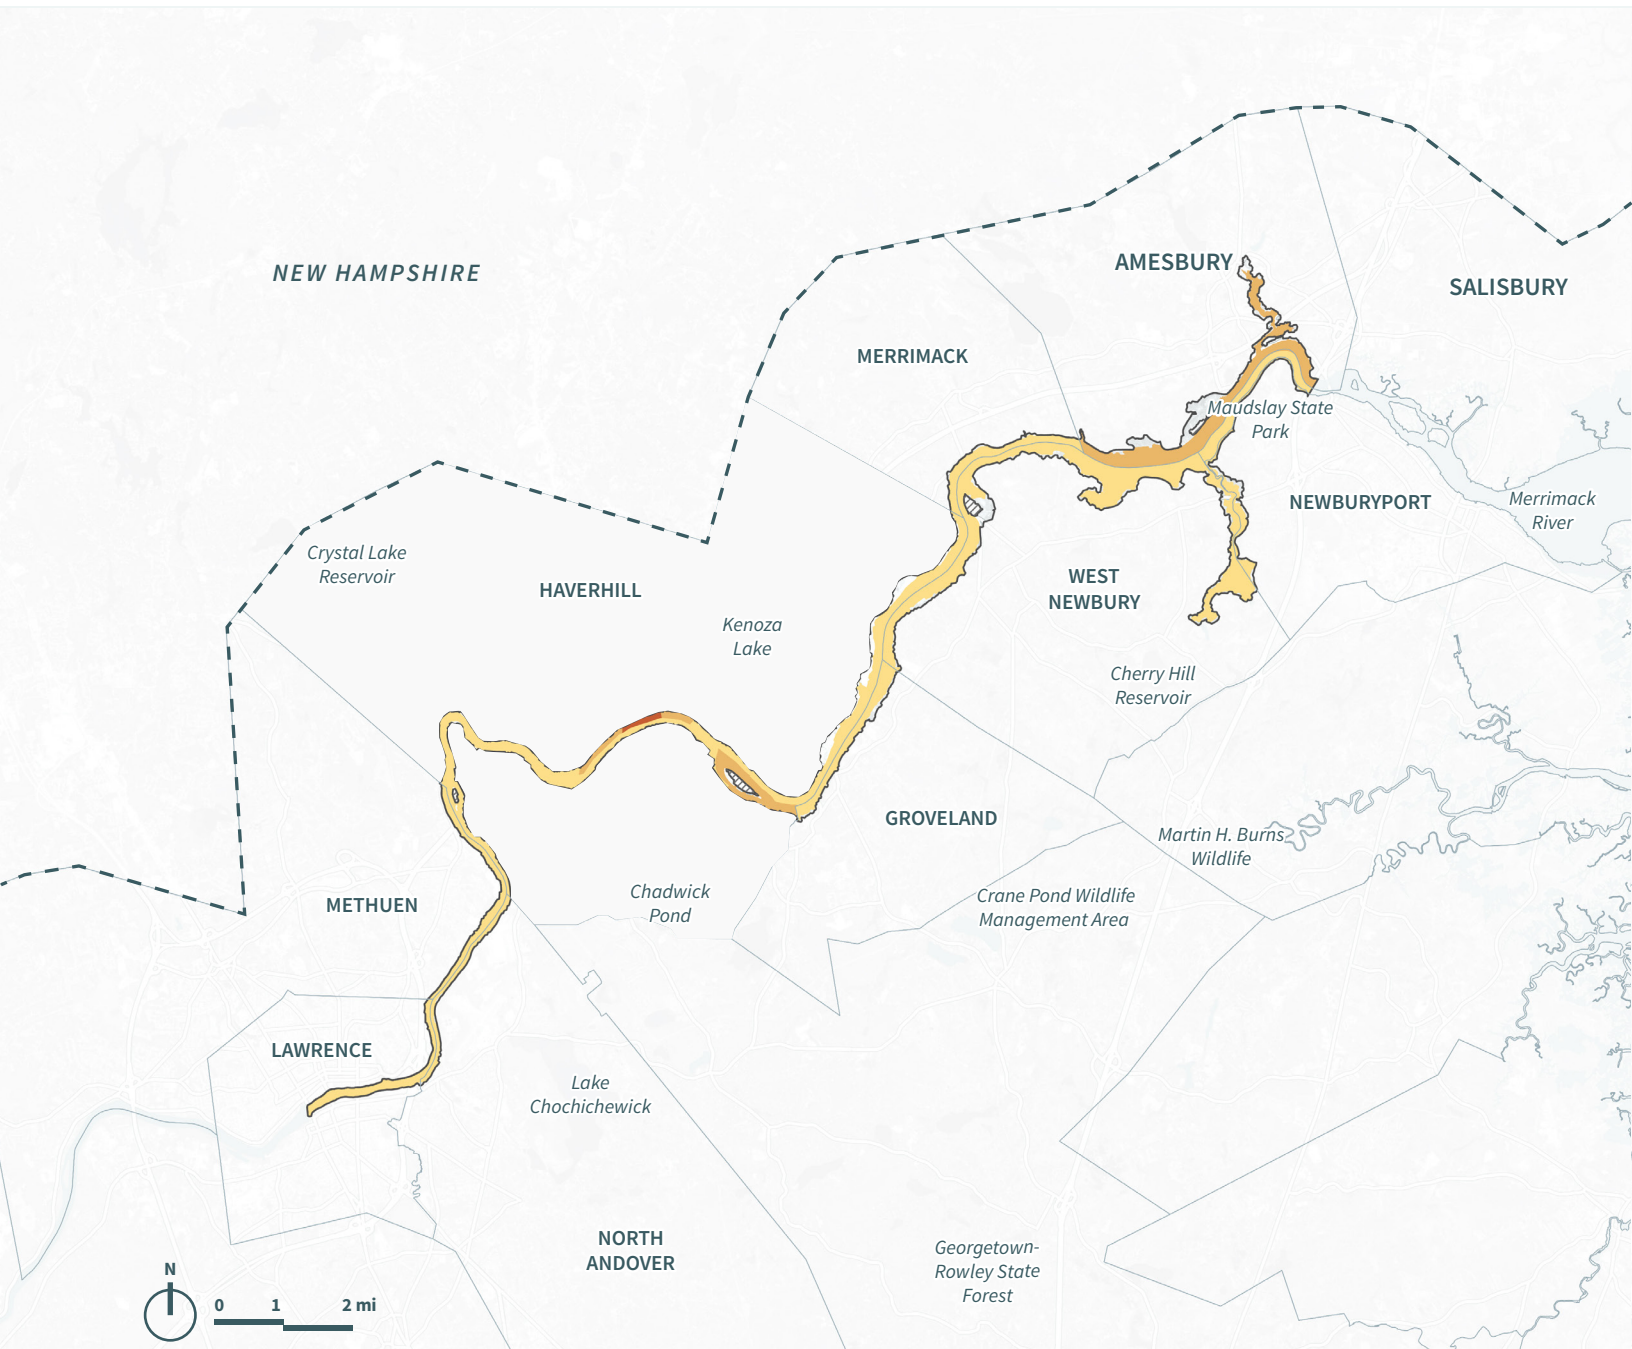 NEW HAMPSHIRE
AMESBURY
SALISBURY
MERRIMACK
Maudslay State
Park
NEWBURYPORT
Merrimack
River
Crystal Lake
Reservoir
HAVERHILL
WEST
NEWBURY
Kenoza
Lake
Cherry Hill
Reservoir
GROVELAND
Martin H. Burns
Wildlife
METHUEN
Chadwick
Pond
Crane Pond Wildlife
Management Area
LAWRENCE
Lake
Chochichewick
NORTH
ANDOVER
Georgetown-
Rowley State
Forest
N
0 1 2 mi